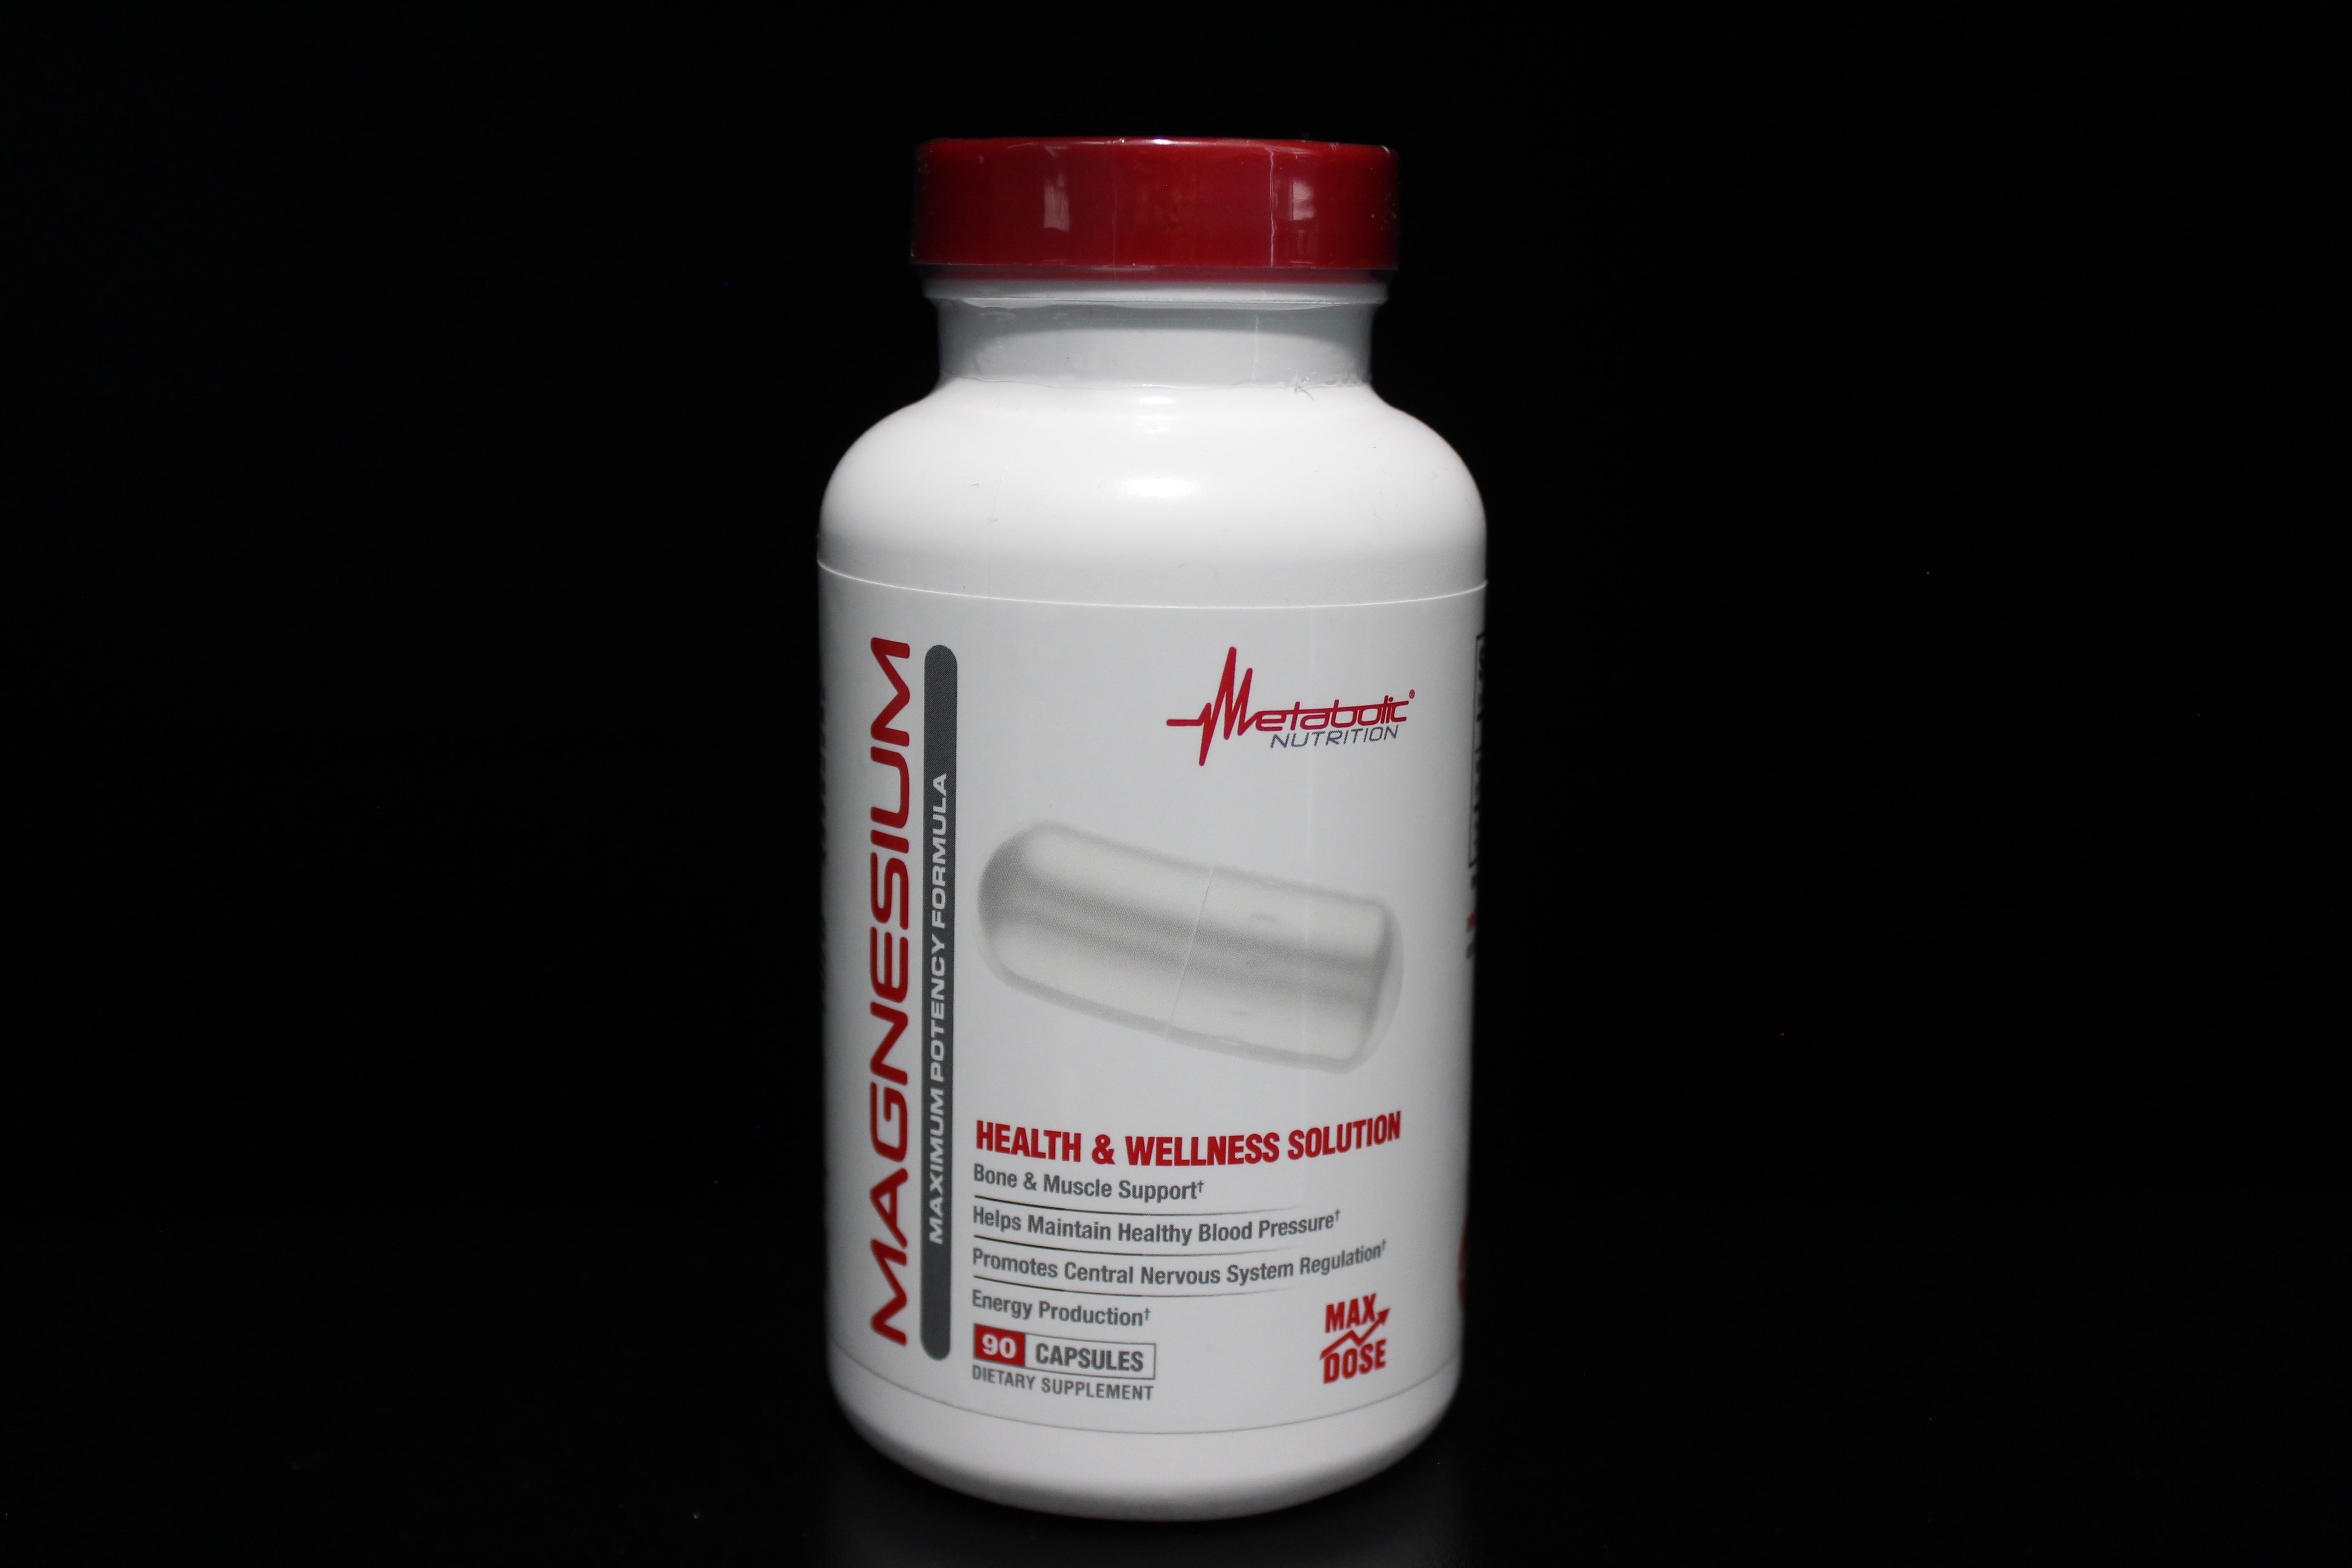 MAGNESIUM
MAXIMUM POTENCY FORMULA
Metabolic®
NUTRITION
HEALTH & WELLNESS SOLUTION
Bone & Muscle Support†
Helps Maintain Healthy Blood Pressure†
Promotes Central Nervous System Regulation†
Energy Production†
90 CAPSULES
DIETARY SUPPLEMENT
MAX
DOSE